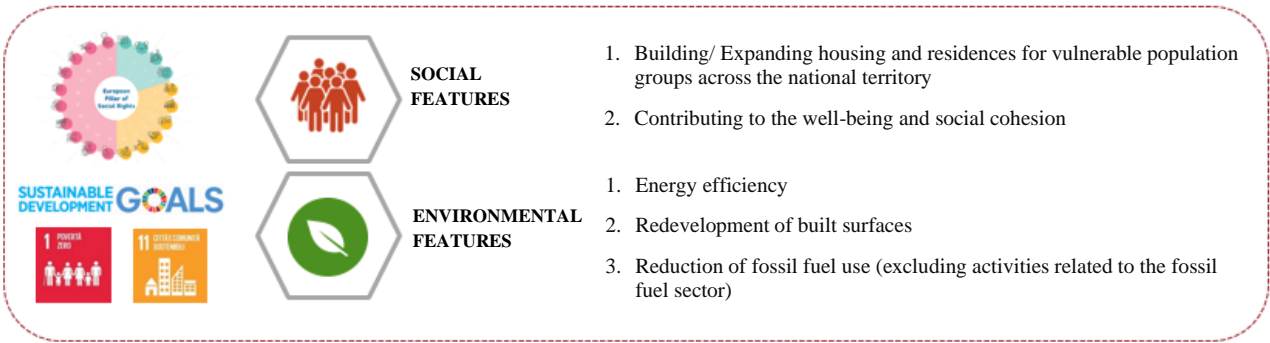 European
Pillar of
Social Rights
SUSTAINABLE
DEVELOPMENT
GOALS
1 POVERTÀ
ZERO
11 CITTÀ E COMUNITÀ
SOSTENIBILI
SOCIAL
FEATURES
1. Building/ Expanding housing and residences for vulnerable population
groups across the national territory
2. Contributing to the well-being and social cohesion
ENVIRONMENTAL
FEATURES
1. Energy efficiency
2. Redevelopment of built surfaces
3. Reduction of fossil fuel use (excluding activities related to the fossil
fuel sector)